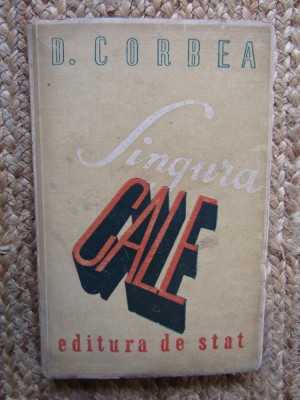 D. CORBEA
Singura
CALE
editura de stat